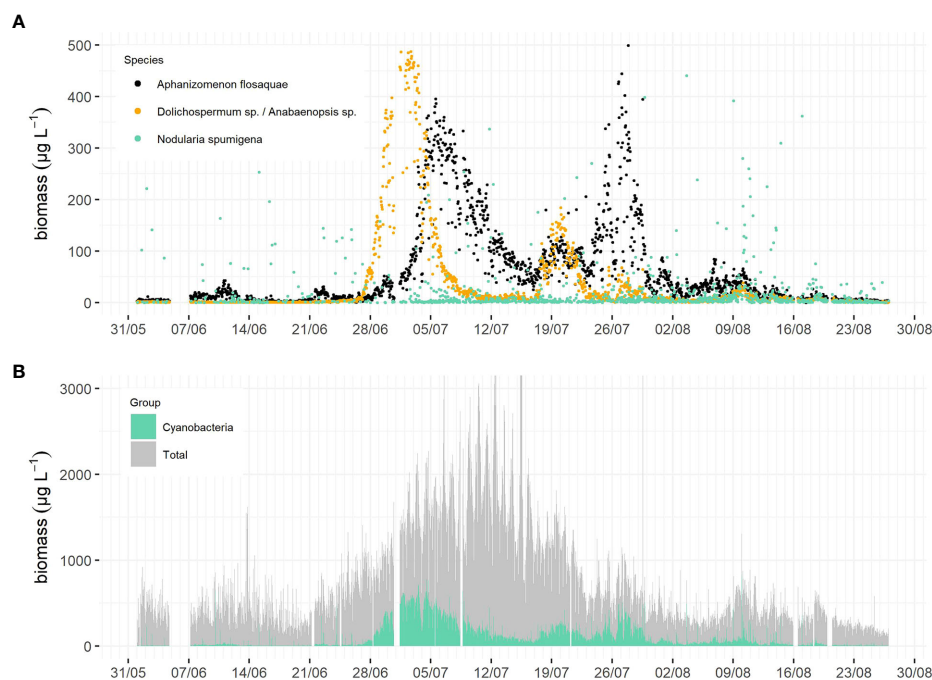 A
biomass (µg L⁻¹)
500
400
300
200
100
0
Species
Aphanizomenon flosaquae
Dolichospermum sp. / Anabaenopsis sp.
Nodularia spumigena
31/05 07/06 14/06 21/06 28/06 05/07 12/07 19/07 26/07 02/08 09/08 16/08 23/08 30/08
B
biomass (µg L⁻¹)
3000
2000
1000
0
Group
Cyanobacteria
Total
31/05 07/06 14/06 21/06 28/06 05/07 12/07 19/07 26/07 02/08 09/08 16/08 23/08 30/08